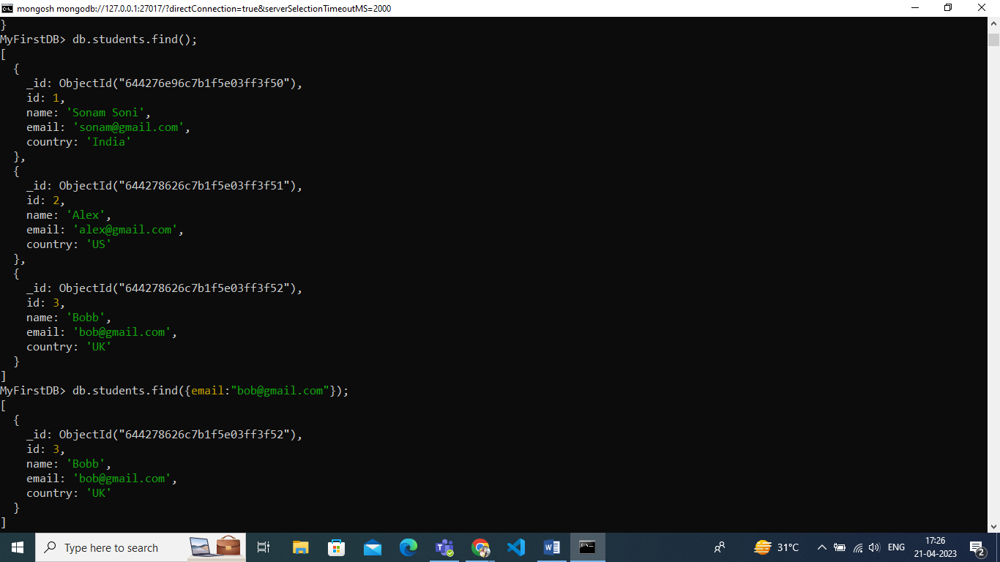 mongosh mongodb://127.0.0.1:27017/?directConnection=true&serverSelectionTimeoutMS=2000
}
MyFirstDB> db.students.find();
[
  {
    _id: ObjectId("644276e96c7b1f5e03ff3f50"),
    id: 1,
    name: 'Sonam Soni',
    email: 'sonam@gmail.com',
    country: 'India'
  },
  {
    _id: ObjectId("644278626c7b1f5e03ff3f51"),
    id: 2,
    name: 'Alex',
    email: 'alex@gmail.com',
    country: 'US'
  },
  {
    _id: ObjectId("644278626c7b1f5e03ff3f52"),
    id: 3,
    name: 'Bobb',
    email: 'bob@gmail.com',
    country: 'UK'
  }
]
MyFirstDB> db.students.find({email:"bob@gmail.com"});
[
  {
    _id: ObjectId("644278626c7b1f5e03ff3f52"),
    id: 3,
    name: 'Bobb',
    email: 'bob@gmail.com',
    country: 'UK'
  }
]
Type here to search
31°C
ENG
17:26
21-04-2023
2